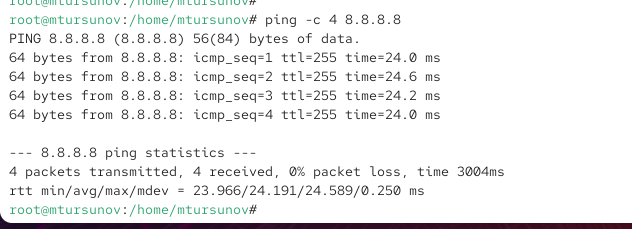 root@mtursunov:/home/mtursunov#
root@mtursunov:/home/mtursunov# ping -c 4 8.8.8.8
PING 8.8.8.8 (8.8.8.8) 56(84) bytes of data.
64 bytes from 8.8.8.8: icmp_seq=1 ttl=255 time=24.0 ms
64 bytes from 8.8.8.8: icmp_seq=2 ttl=255 time=24.6 ms
64 bytes from 8.8.8.8: icmp_seq=3 ttl=255 time=24.2 ms
64 bytes from 8.8.8.8: icmp_seq=4 ttl=255 time=24.0 ms

--- 8.8.8.8 ping statistics ---
4 packets transmitted, 4 received, 0% packet loss, time 3004ms
rtt min/avg/max/mdev = 23.966/24.191/24.589/0.250 ms
root@mtursunov:/home/mtursunov#